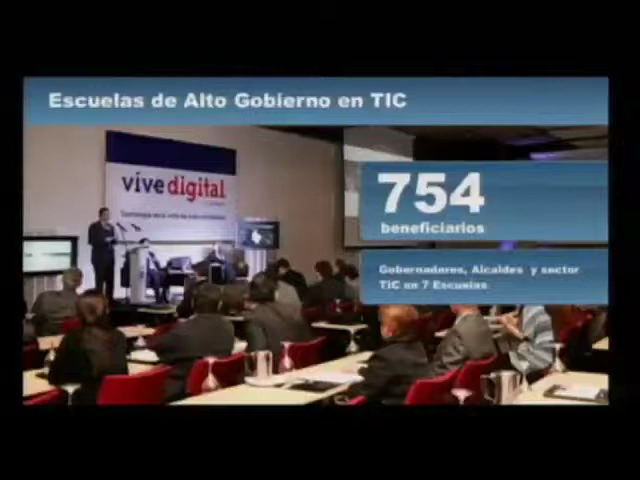 Escuelas de Alto Gobierno en TIC
vive digital
754
beneficiarios
Gobernadores, Alcaldes y sector
TIC en 7 Escuelas